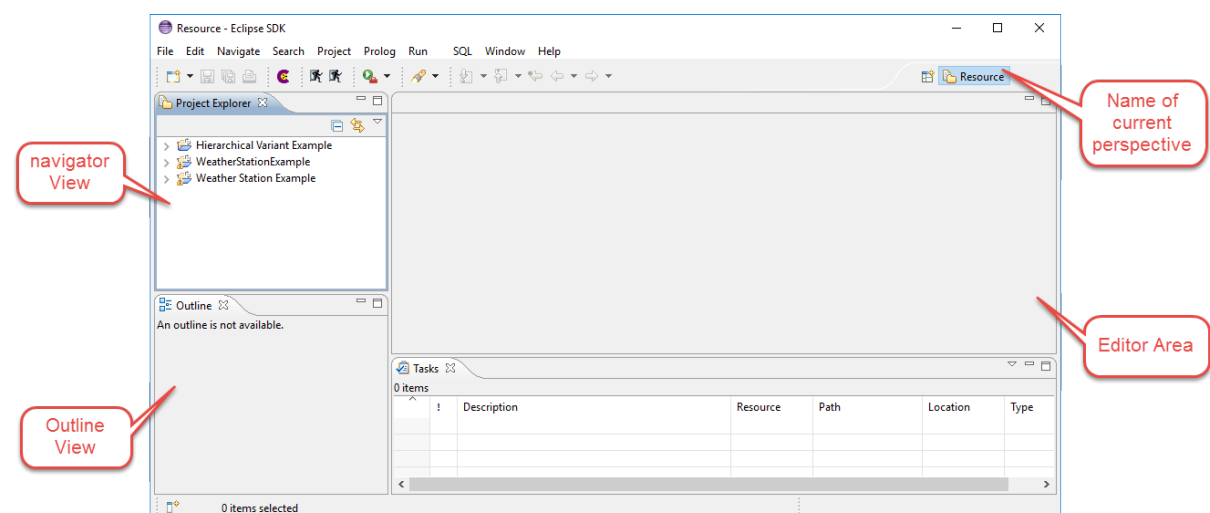 Resource - Eclipse SDK
File Edit Navigate Search Project Prolog Run SQL Window Help
Resource
Name of
current
perspective
Project Explorer
Hierarchical Variant Example
WeatherStationExample
Weather Station Example
navigator
View
Outline
An outline is not available.
Outline
View
Editor Area
Tasks
0 items
! Description Resource Path Location Type
0 items selected